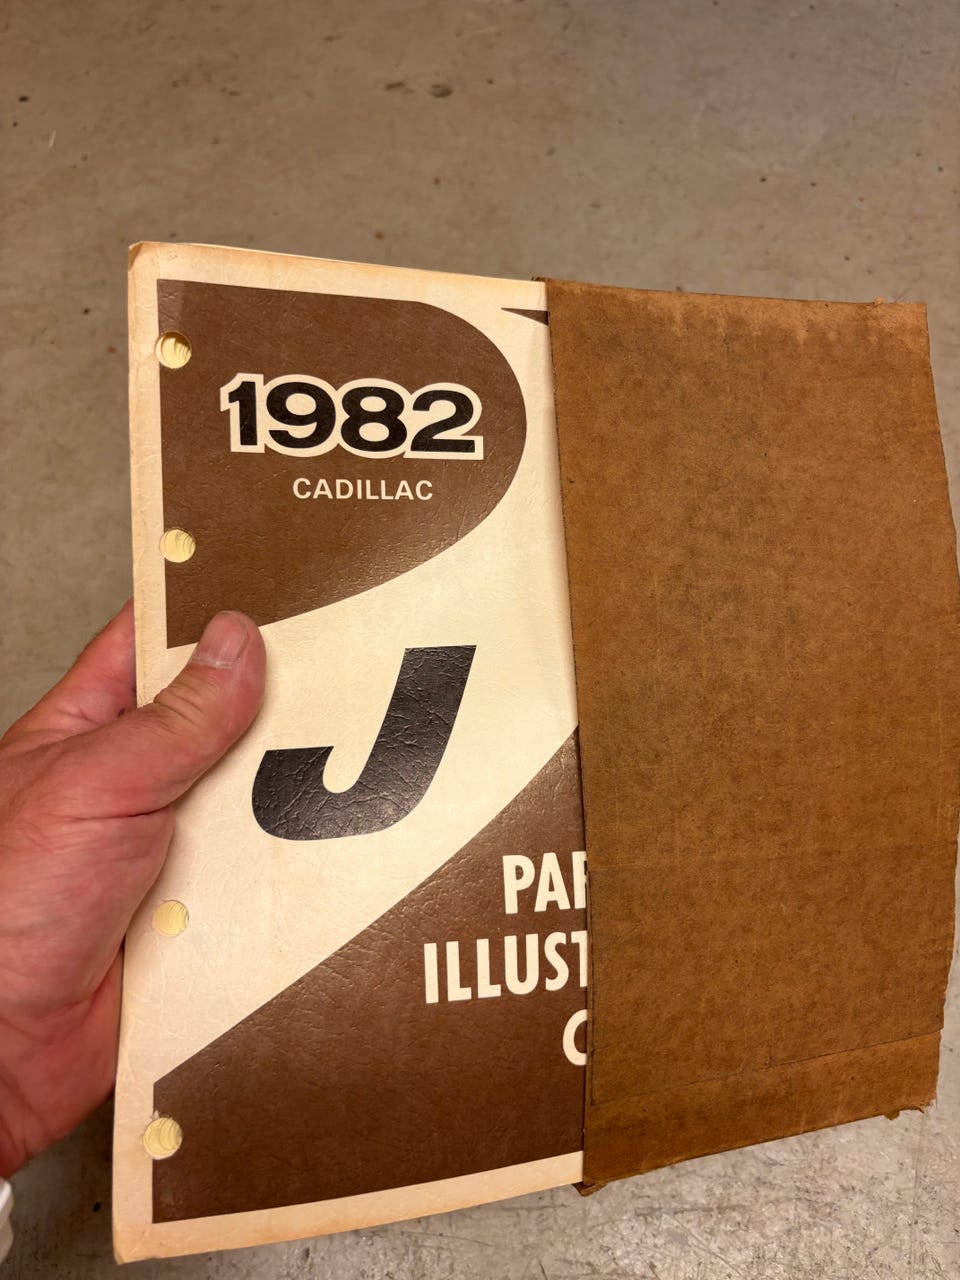 1982
CADILLAC
J
PAR
ILLUST
C